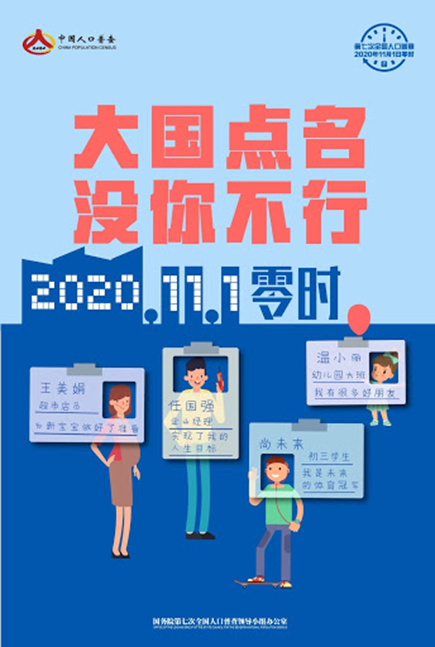 中国人口普查
CHINA POPULATION CENSUS
第七次全国人口普查
2020年11月1日零时
大国点名
没你不行
2020.11.1零时
王美娟
超市店员
为新宝宝做好了准备
任国强
企业经理
实现了我的
人生目标
温小雨
幼儿园大班
我有很多好朋友
尚未来
初三学生
我是未来
的体育冠军
国务院第七次全国人口普查领导小组办公室